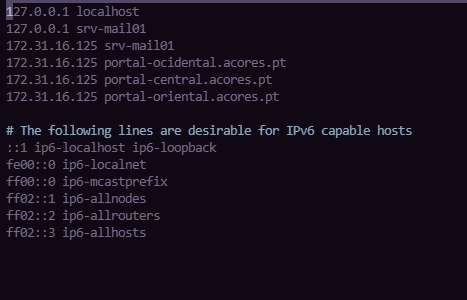 127.0.0.1 localhost
127.0.0.1 srv-mail01
172.31.16.125 srv-mail01
172.31.16.125 portal-ocidental.acores.pt
172.31.16.125 portal-central.acores.pt
172.31.16.125 portal-oriental.acores.pt

# The following lines are desirable for IPv6 capable hosts
::1 ip6-localhost ip6-loopback
fe00::0 ip6-localnet
ff00::0 ip6-mcastprefix
ff02::1 ip6-allnodes
ff02::2 ip6-allrouters
ff02::3 ip6-allhosts